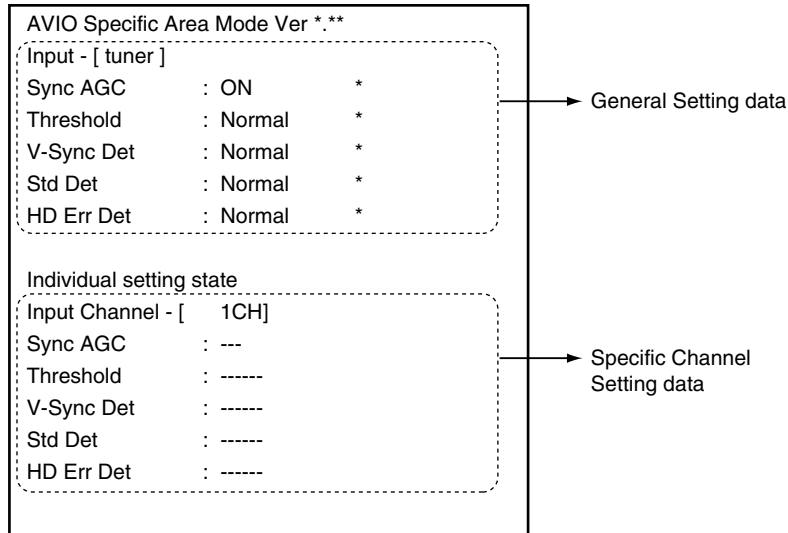 AVIO Specific Area Mode Ver *.**
Input - [ tuner ]
Sync AGC : ON *
Threshold : Normal *
V-Sync Det : Normal *
Std Det : Normal *
HD Err Det : Normal *
General Setting data
Individual setting state
Input Channel - [ 1CH]
Sync AGC : ---
Threshold : ------
V-Sync Det : ------
Std Det : ------
HD Err Det : ------
Specific Channel
Setting data